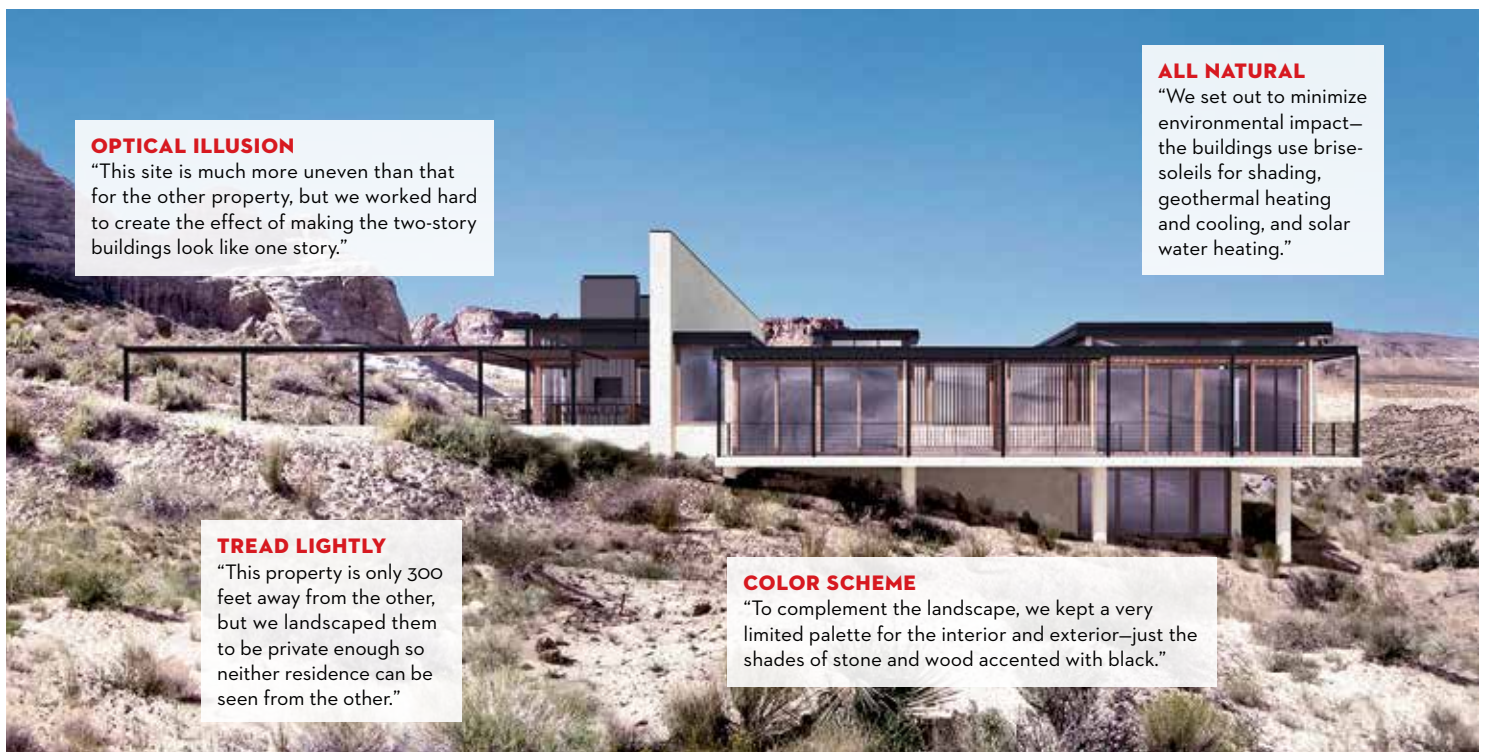 OPTICAL ILLUSION
“This site is much more uneven than that
for the other property, but we worked hard
to create the effect of making the two-story
buildings look like one story.”
ALL NATURAL
“We set out to minimize
environmental impact—
the buildings use brise-
soleils for shading,
geothermal heating
and cooling, and solar
water heating.”
TREAD LIGHTLY
“This property is only 300
feet away from the other,
but we landscaped them
to be private enough so
neither residence can be
seen from the other.”
COLOR SCHEME
“To complement the landscape, we kept a very
limited palette for the interior and exterior—just the
shades of stone and wood accented with black.”